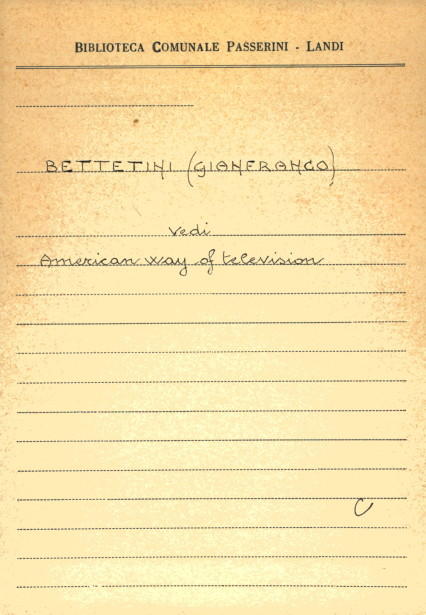 BIBLIOTECA COMUNALE PASSERINI - LANDI
BETTETINI (GIANFRANCO)
Vedi
American way of television
C